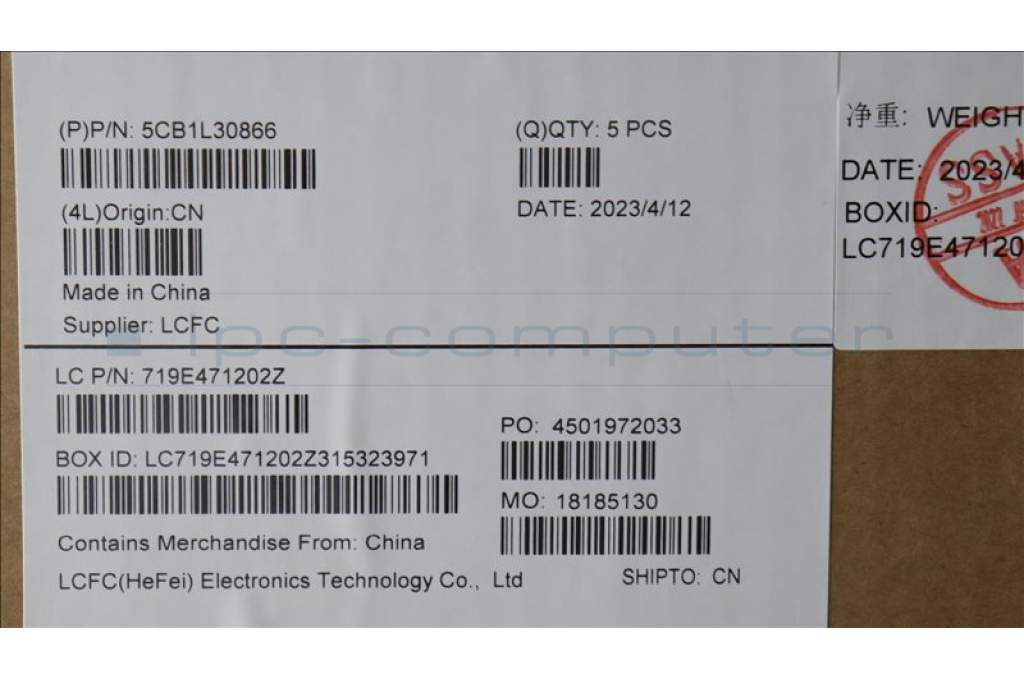 (P)P/N: 5CB1L30866
(Q)QTY: 5 PCS
(4L)Origin:CN
DATE: 2023/4/12
Made in China
Supplier: LCFC
ipc-computer
LC P/N: 719E471202Z
PO: 4501972033
BOX ID: LC719E471202Z315323971
MO: 18185130
Contains Merchandise From: China
LCFC(HeFei) Electronics Technology Co., Ltd
SHIPTO: CN
净重: WEIGH
DATE: 2023/4
BOXID:
LC719E47120